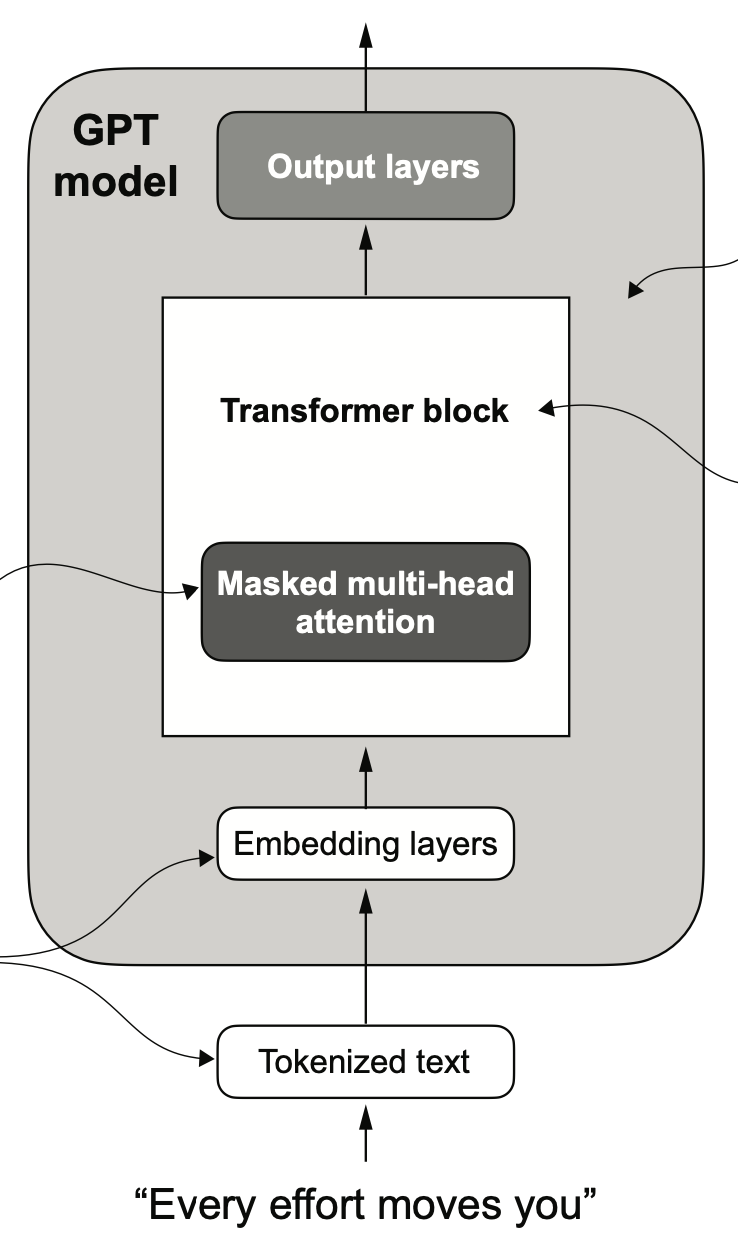 GPT
model
Output layers
Transformer block
Masked multi-head
attention
Embedding layers
Tokenized text
“Every effort moves you”